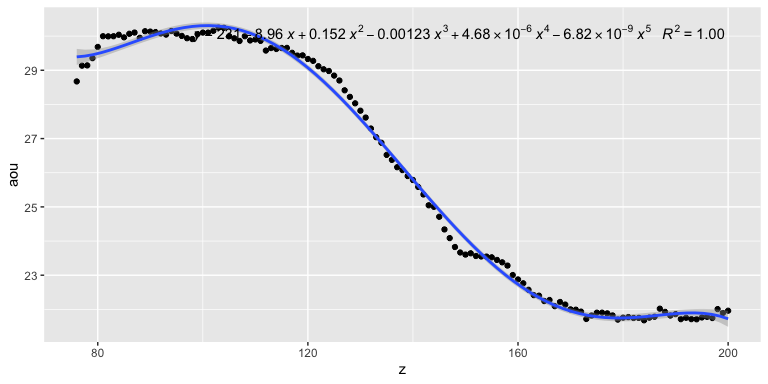 8.96 x + 0.152 x² − 0.00123 x³ + 4.68 × 10⁻⁶ x⁴ − 6.82 × 10⁻⁹ x⁵ R² = 1.00
29
27
25
23
aou
80 120 160 200
z